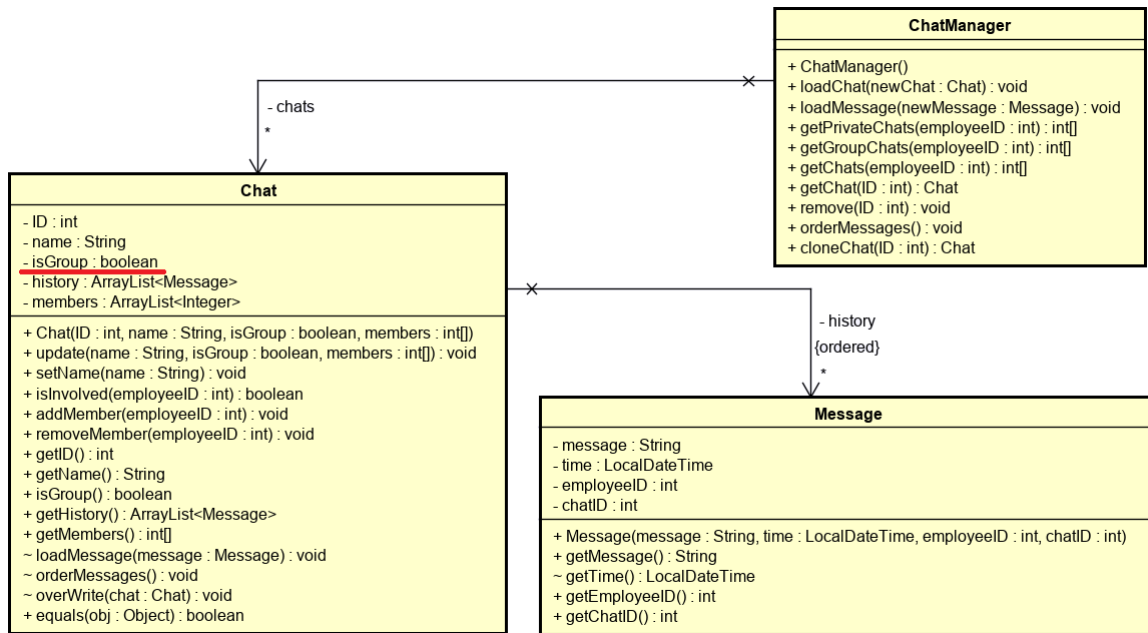 ChatManager
+ ChatManager()
+ loadChat(newChat : Chat) : void
+ loadMessage(newMessage : Message) : void
+ getPrivateChats(employeeID : int) : int[]
+ getGroupChats(employeeID : int) : int[]
+ getChats(employeeID : int) : int[]
+ getChat(ID : int) : Chat
+ remove(ID : int) : void
+ orderMessages() : void
+ cloneChat(ID : int) : Chat
- chats
*
Chat
- ID : int
- name : String
- isGroup : boolean
- history : ArrayList<Message>
- members : ArrayList<Integer>
+ Chat(ID : int, name : String, isGroup : boolean, members : int[])
+ update(name : String, isGroup : boolean, members : int[]) : void
+ setName(name : String) : void
+ isInvolved(employeeID : int) : boolean
+ addMember(employeeID : int) : void
+ removeMember(employeeID : int) : void
+ getID() : int
+ getName() : String
+ isGroup() : boolean
+ getHistory() : ArrayList<Message>
+ getMembers() : int[]
~ loadMessage(message : Message) : void
~ orderMessages() : void
~ overWrite(chat : Chat) : void
+ equals(obj : Object) : boolean
- history
{ordered}
*
Message
- message : String
- time : LocalDateTime
- employeeID : int
- chatID : int
+ Message(message : String, time : LocalDateTime, employeeID : int, chatID : int)
+ getMessage() : String
~ getTime() : LocalDateTime
+ getEmployeeID() : int
+ getChatID() : int